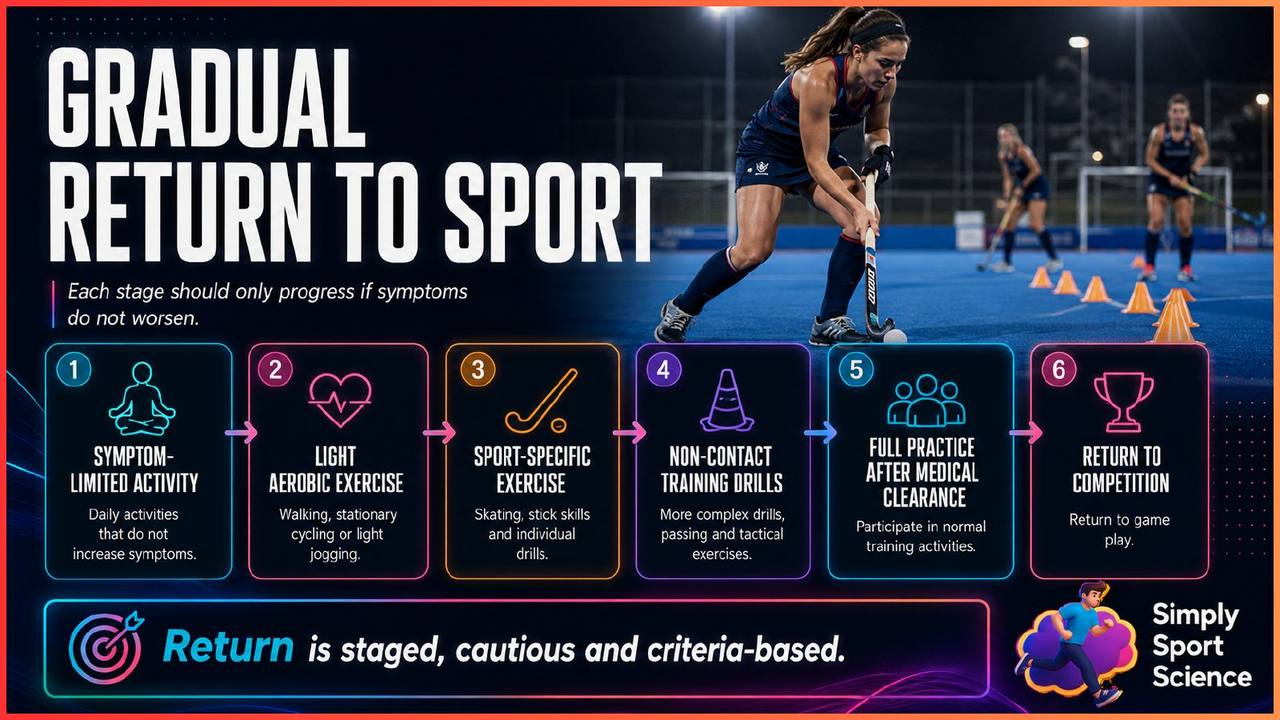 GRADUAL
RETURN TO SPORT
Each stage should only progress if symptoms
do not worsen.
1
SYMPTOM-
LIMITED ACTIVITY
Daily activities
that do not
increase symptoms.
2
LIGHT
AEROBIC EXERCISE
Walking, stationary
cycling or light
jogging.
3
SPORT-SPECIFIC
EXERCISE
Skating, stick skills
and individual
drills.
4
NON-CONTACT
TRAINING DRILLS
More complex drills,
passing and tactical
exercises.
5
FULL PRACTICE
AFTER MEDICAL
CLEARANCE
Participate in normal
training activities.
6
RETURN TO
COMPETITION
Return to game
play.
Return is staged, cautious and criteria-based.
Simply
Sport
Science